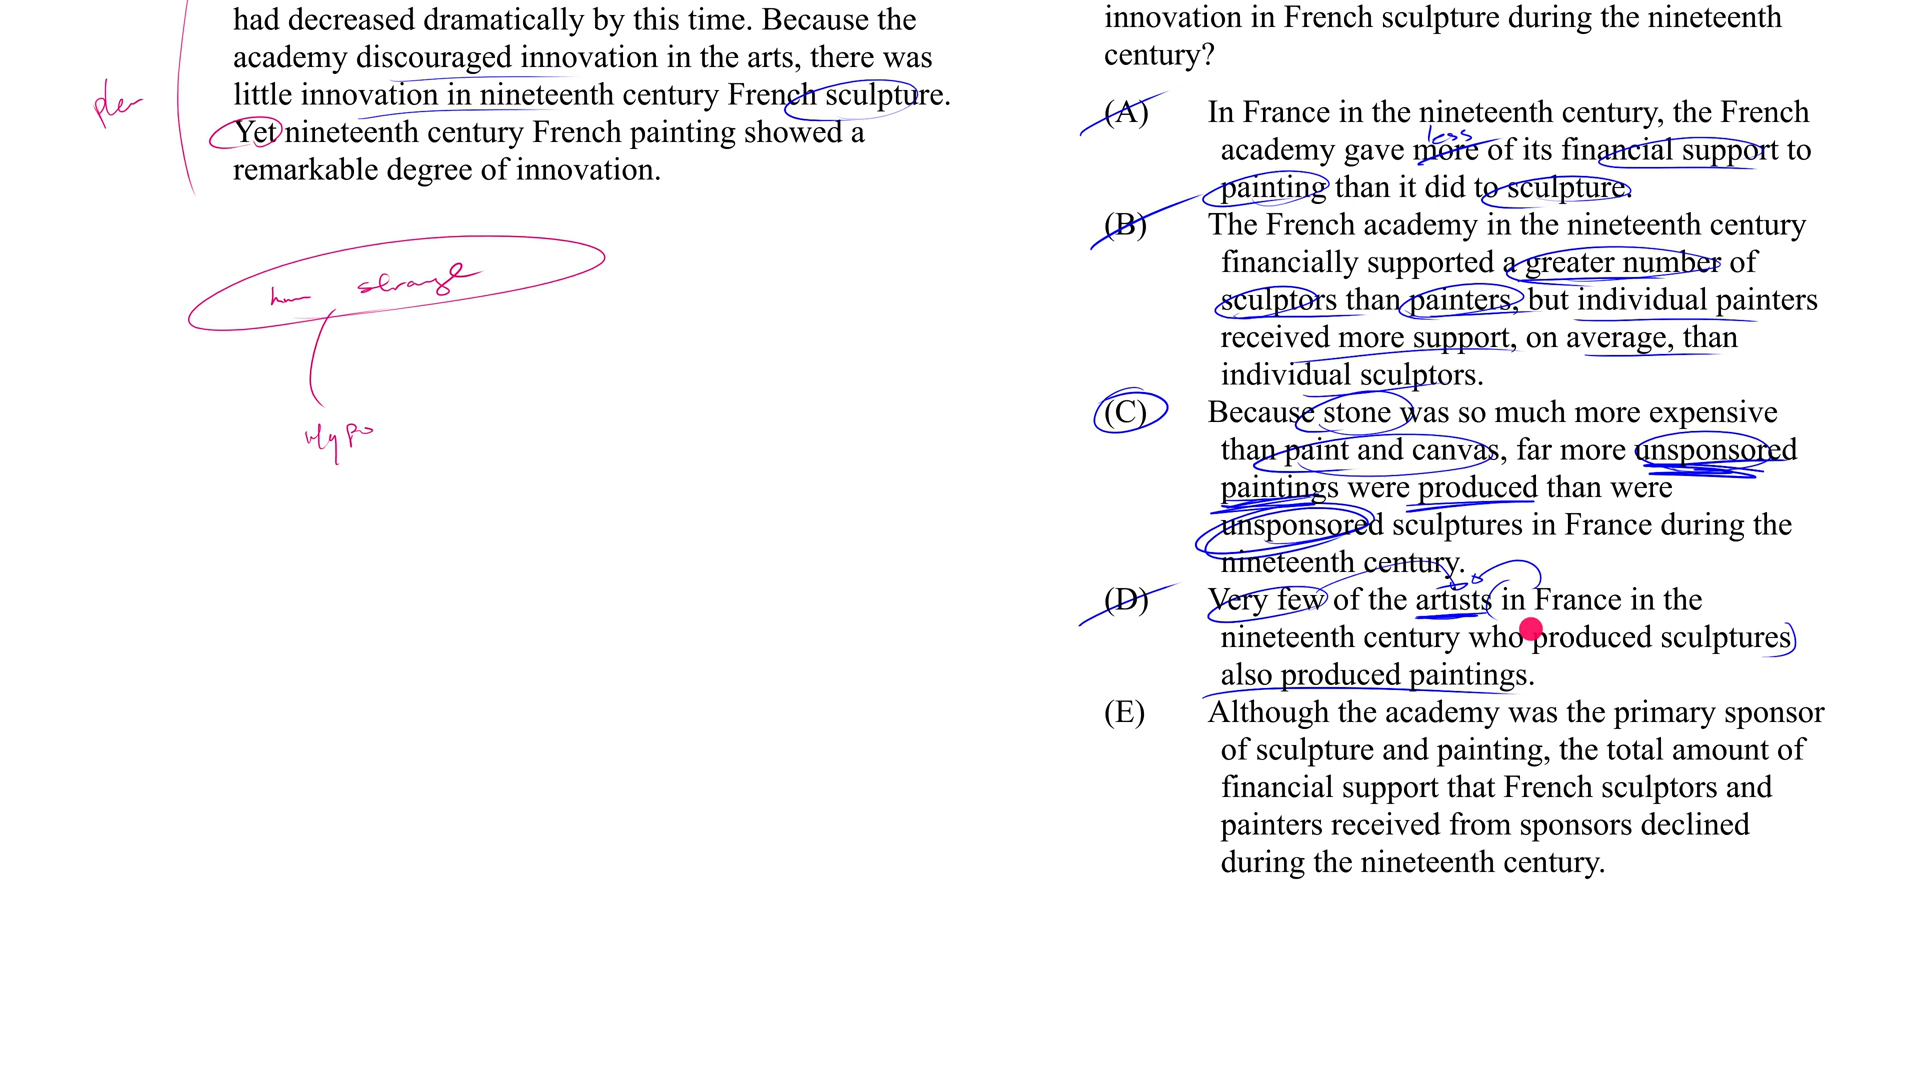 had decreased dramatically by this time. Because the
academy discouraged innovation in the arts, there was
little innovation in nineteenth century French sculpture.
Yet nineteenth century French painting showed a
remarkable degree of innovation.
strange
innovation in French sculpture during the nineteenth
century?
(A) In France in the nineteenth century, the French
less
academy gave more of its financial support to
painting than it did to sculpture.
(B) The French academy in the nineteenth century
financially supported a greater number of
sculptors than painters, but individual painters
received more support, on average, than
individual sculptors.
(C) Because stone was so much more expensive
than paint and canvas, far more unsponsored
paintings were produced than were
unsponsored sculptures in France during the
nineteenth century.
(D) Very few of the artists in France in the
nineteenth century who produced sculptures
also produced paintings.
(E) Although the academy was the primary sponsor
of sculpture and painting, the total amount of
financial support that French sculptors and
painters received from sponsors declined
during the nineteenth century.